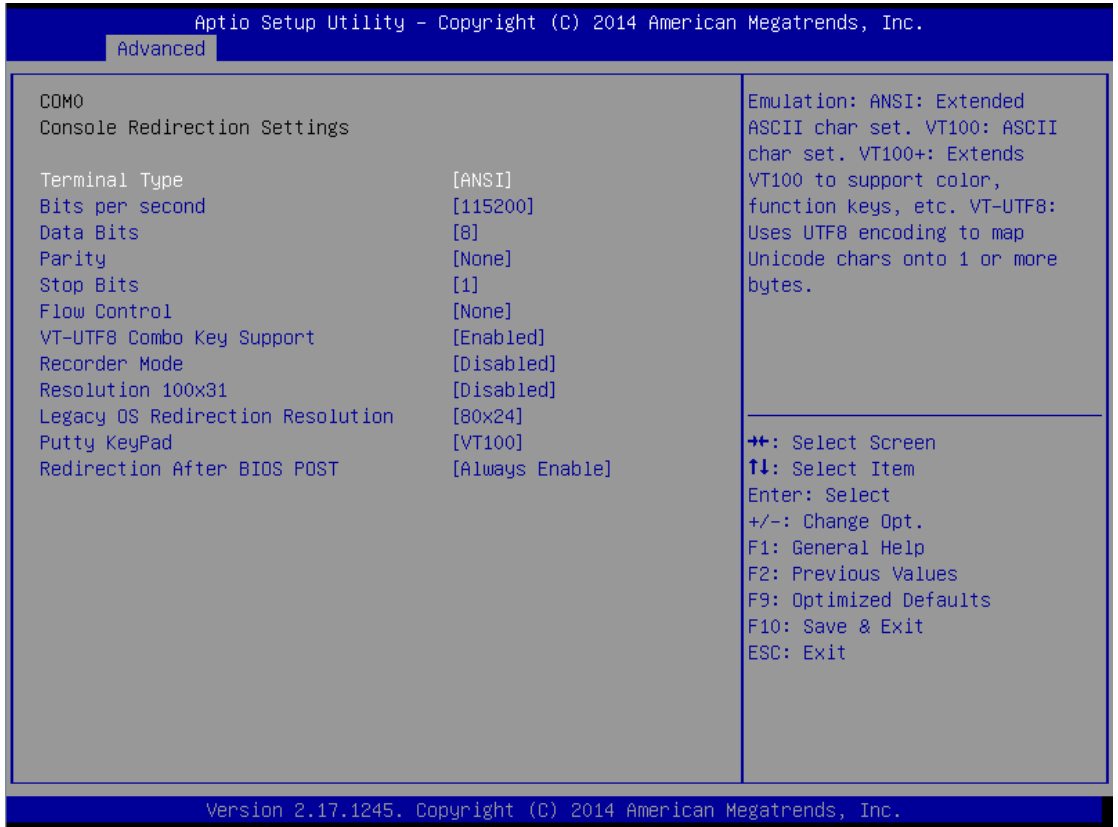 Aptio Setup Utility – Copyright (C) 2014 American Megatrends, Inc.
Advanced
COM0
Console Redirection Settings
Terminal Type [ANSI]
Bits per second [115200]
Data Bits [8]
Parity [None]
Stop Bits [1]
Flow Control [None]
VT-UTF8 Combo Key Support [Enabled]
Recorder Mode [Disabled]
Resolution 100x31 [Disabled]
Legacy OS Redirection Resolution [80x24]
Putty KeyPad [VT100]
Redirection After BIOS POST [Always Enable]
Emulation: ANSI: Extended
ASCII char set. VT100: ASCII
char set. VT100+: Extends
VT100 to support color,
function keys, etc. VT-UTF8:
Uses UTF8 encoding to map
Unicode chars onto 1 or more
bytes.
→←: Select Screen
↑↓: Select Item
Enter: Select
+/-: Change Opt.
F1: General Help
F2: Previous Values
F9: Optimized Defaults
F10: Save & Exit
ESC: Exit
Version 2.17.1245. Copyright (C) 2014 American Megatrends, Inc.